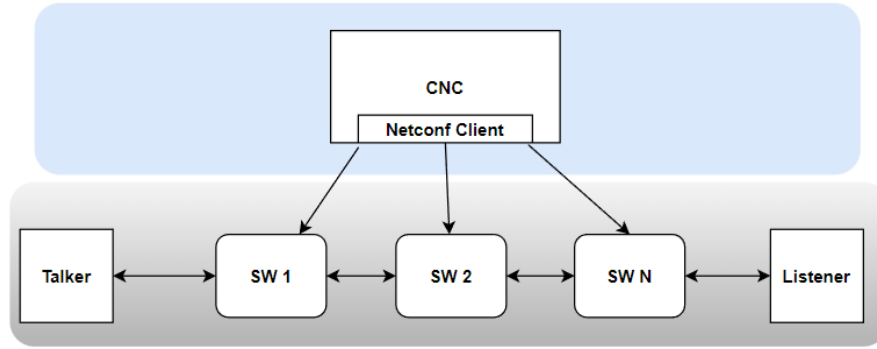 CNC
Netconf Client
Talker
SW 1
SW 2
SW N
Listener